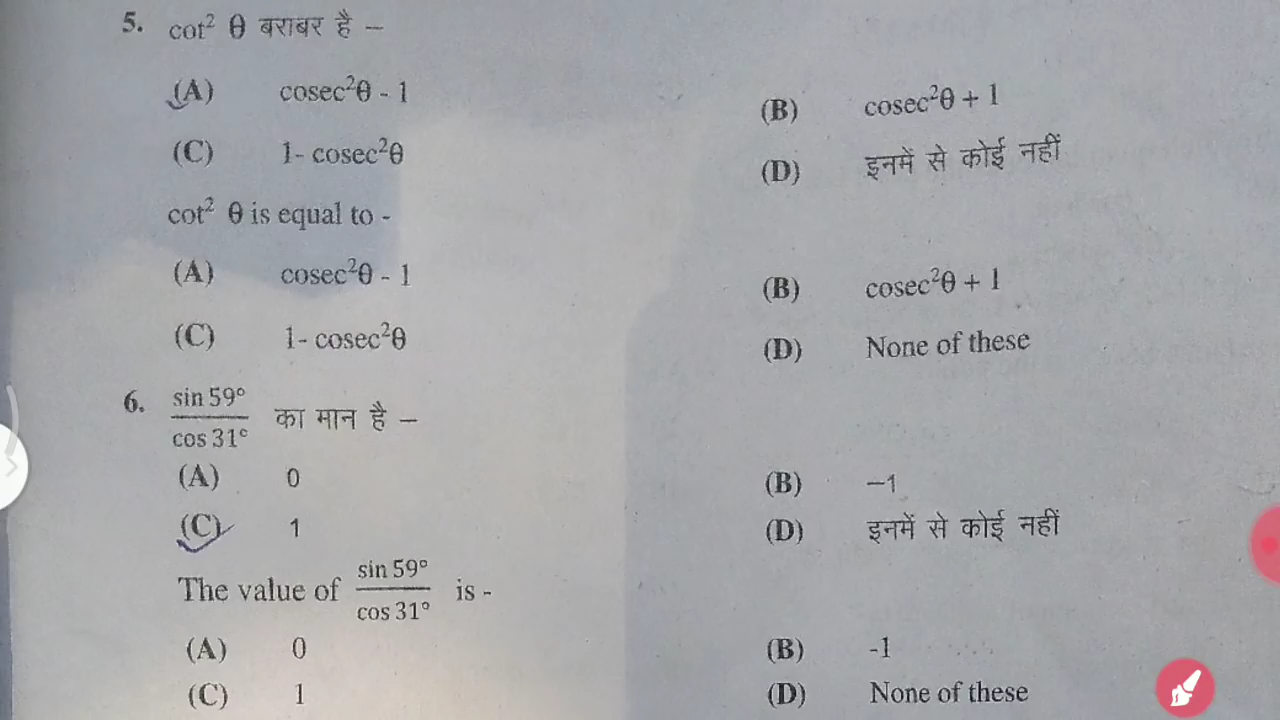 5. cot² θ बराबर है –
(A) cosec²θ - 1 (B) cosec²θ + 1
(C) 1- cosec²θ (D) इनमें से कोई नहीं
cot² θ is equal to -
(A) cosec²θ - 1 (B) cosec²θ + 1
(C) 1- cosec²θ (D) None of these
6. sin 59° / cos 31° का मान है –
(A) 0 (B) –1
(C) 1 (D) इनमें से कोई नहीं
The value of sin 59° / cos 31° is -
(A) 0 (B) -1
(C) 1 (D) None of these